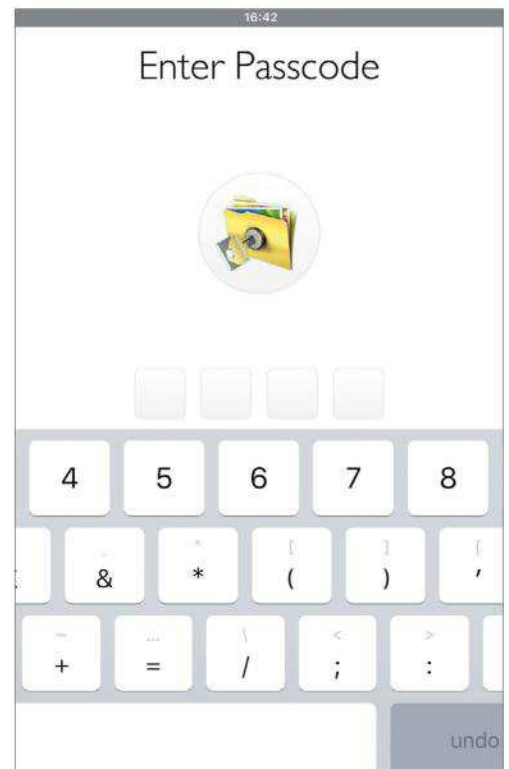 16:42
Enter Passcode
4 5 6 7 8
_ ^ [ ] {
& * ( ) '
~ ... \ < >
+ = / ; :
undo